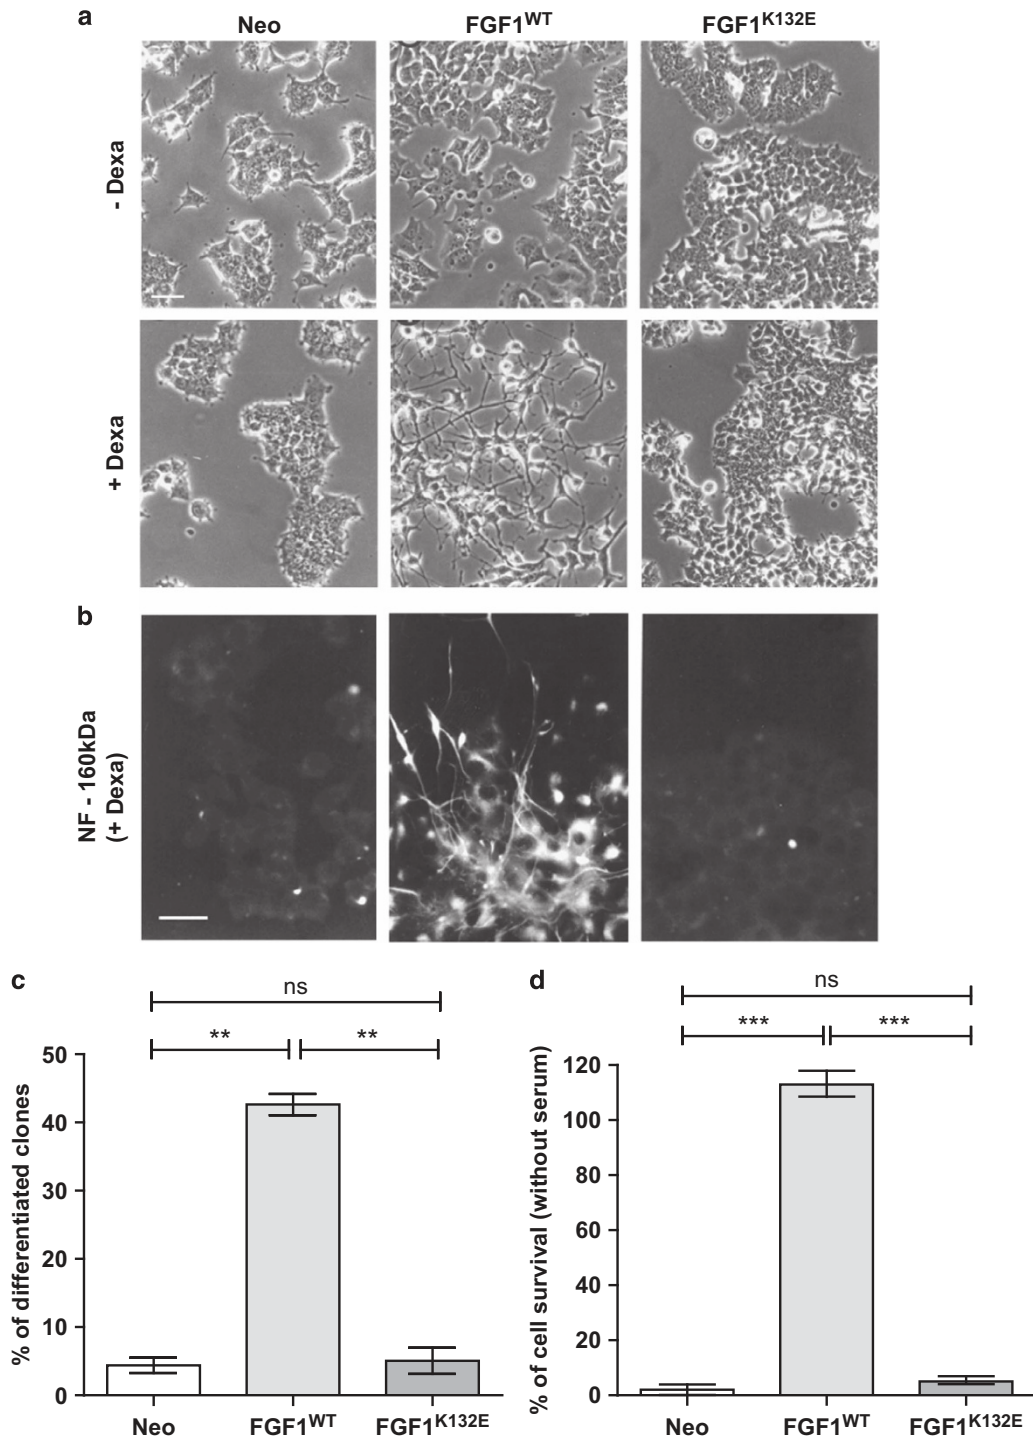 a
Neo FGF1WT FGF1K132E
- Dexa
+ Dexa
b
NF - 160kDa
(+ Dexa)
c
ns
** **
50
40
30
20
10
0
% of differentiated clones
Neo FGF1WT FGF1K132E
d
ns
*** ***
120
100
80
60
40
20
0
% of cell survival (without serum)
Neo FGF1WT FGF1K132E